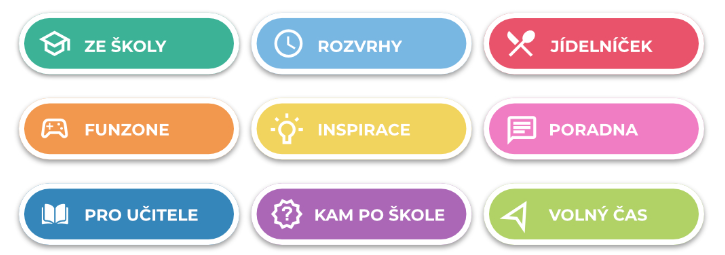 ZE ŠKOLY
ROZVRHY
JÍDELNÍČEK
FUNZONE
INSPIRACE
PORADNA
PRO UČITELE
KAM PO ŠKOLE
VOLNÝ ČAS